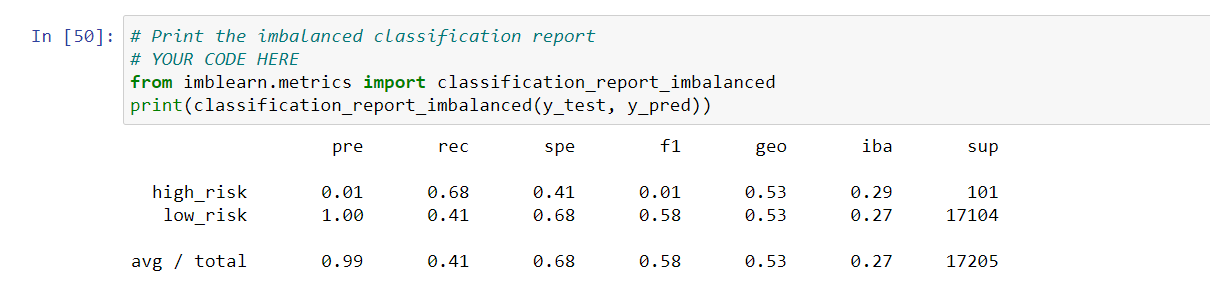 In [50]: # Print the imbalanced classification report
# YOUR CODE HERE
from imblearn.metrics import classification_report_imbalanced
print(classification_report_imbalanced(y_test, y_pred))
pre rec spe f1 geo iba sup
high_risk 0.01 0.68 0.41 0.01 0.53 0.29 101
low_risk 1.00 0.41 0.68 0.58 0.53 0.27 17104
avg / total 0.99 0.41 0.68 0.58 0.53 0.27 17205